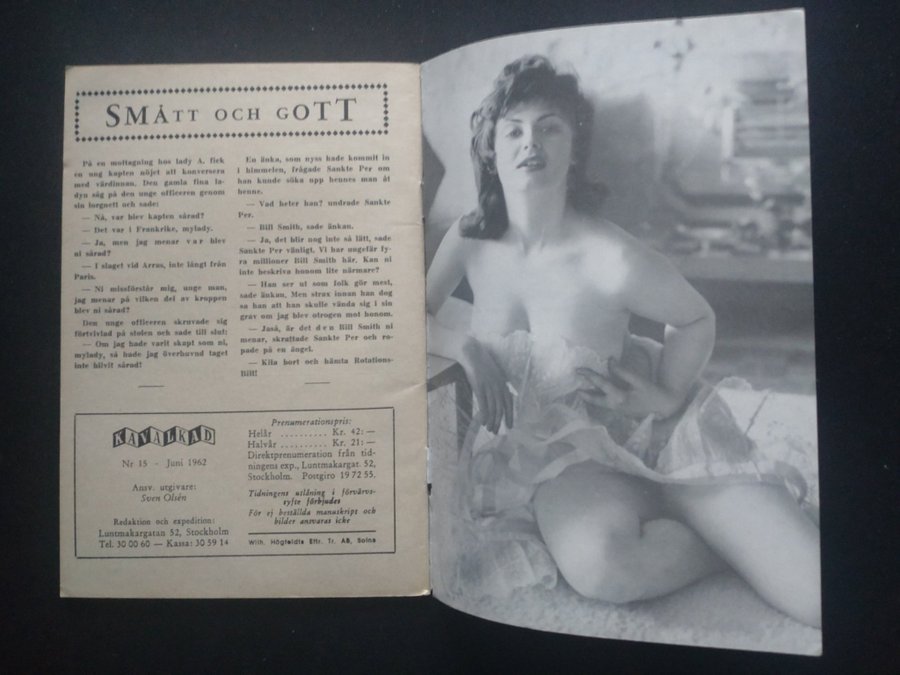 SMÅTT OCH GOTT
På en mottagning hos lady A. fick
en ung kapten nöjet att konversera
med värdinnan. Den gamla fina la-
dyn såg på den unge officeren genom
sin lorgnett och sade:
— Nå, var blev kapten sårad?
— Det var i Frankrike, mylady.
— Ja, men jag menar var blev
ni sårad?
— I slaget vid Arras, inte långt från
Paris.
— Ni missförstår mig, unge man,
jag menar på vilken del av kroppen
blev ni sårad?
Den unge officeren skruvade sig
förtvivlad på stolen och sade till slut:
— Om jag hade varit skapt som ni,
mylady, så hade jag överhuvud taget
inte blivit sårad!
En änka, som nyss hade kommit in
i himmelen, frågade Sankte Per om
han kunde söka upp hennes man åt
henne.
— Vad heter han? undrade Sankte
Per.
— Bill Smith, sade änkan.
— Ja, det blir nog inte så lätt, sade
Sankte Per vänligt. Vi har ungefär fy-
ra millioner Bill Smith här. Kan ni
inte beskriva honom lite närmare?
— Han ser ut som folk gör mest,
sade änkan. Men strax innan han dog
sa han att han skulle vända sig i sin
grav om jag blev otrogen mot honom.
— Jaså, är det den Bill Smith ni
menar, skrattade Sankte Per och ro-
pade på en ängel.
— Kila bort och hämta Rotations-
Bill!
KAVALKAD
Nr 15 - Juni 1962
Ansv. utgivare:
Sven Olsén
Redaktion och expedition:
Luntmakargatan 52, Stockholm
Tel. 30 00 60 — Kassa: 30 59 14
Prenumerationspris:
Helår .......... Kr. 42: —
Halvår .......... Kr. 21: —
Direktprenumeration från tid-
ningens exp., Luntmakargat. 52,
Stockholm. Postgiro 19 72 55.
Tidningens utlåning i förvärvs-
syfte förbjudes
För ej beställda manuskript och
bilder ansvaras icke
Wilh. Högfeldts Eftr. Tr. AB, Solna